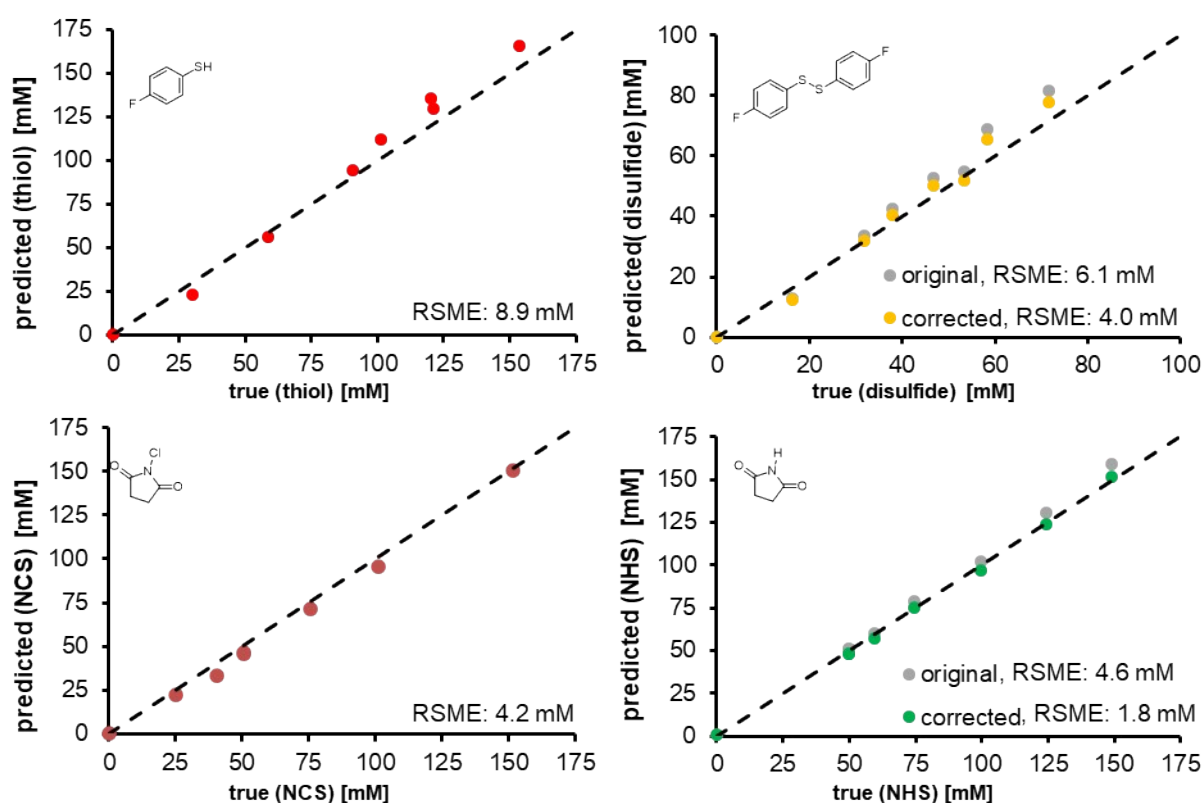 175
150
125
100
75
50
25
0
predicted (thiol) [mM]
SH
F
RSME: 8.9 mM
0 25 50 75 100 125 150 175
true (thiol) [mM]
100
80
60
40
20
0
predicted( disulfide) [mM]
F
S
S
F
original, RSME: 6.1 mM
corrected, RSME: 4.0 mM
0 20 40 60 80 100
true (disulfide) [mM]
175
150
125
100
75
50
25
0
predicted (NCS) [mM]
Cl
O N
O
RSME: 4.2 mM
0 25 50 75 100 125 150 175
true (NCS) [mM]
175
150
125
100
75
50
25
0
predicted (NHS) [mM]
H
O N
O
original, RSME: 4.6 mM
corrected, RSME: 1.8 mM
0 25 50 75 100 125 150 175
true (NHS) [mM]